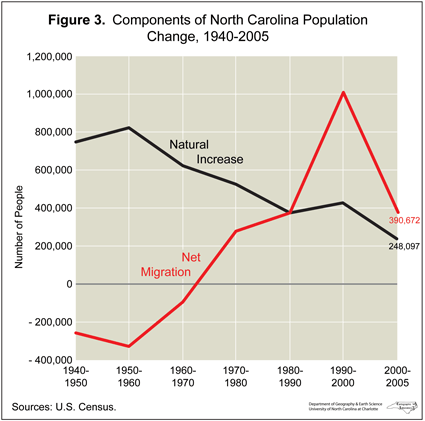 Figure 3. Components of North Carolina Population
Change, 1940-2005
1,200,000
1,000,000
800,000
600,000
400,000
200,000
0
- 200,000
- 400,000
Number of People
Natural
Increase
Net
Migration
390,672
248,097
1940-
1950
1950-
1960
1960-
1970
1970-
1980
1980-
1990
1990-
2000
2000-
2005
Sources: U.S. Census.
Department of Geography & Earth Science
University of North Carolina at Charlotte